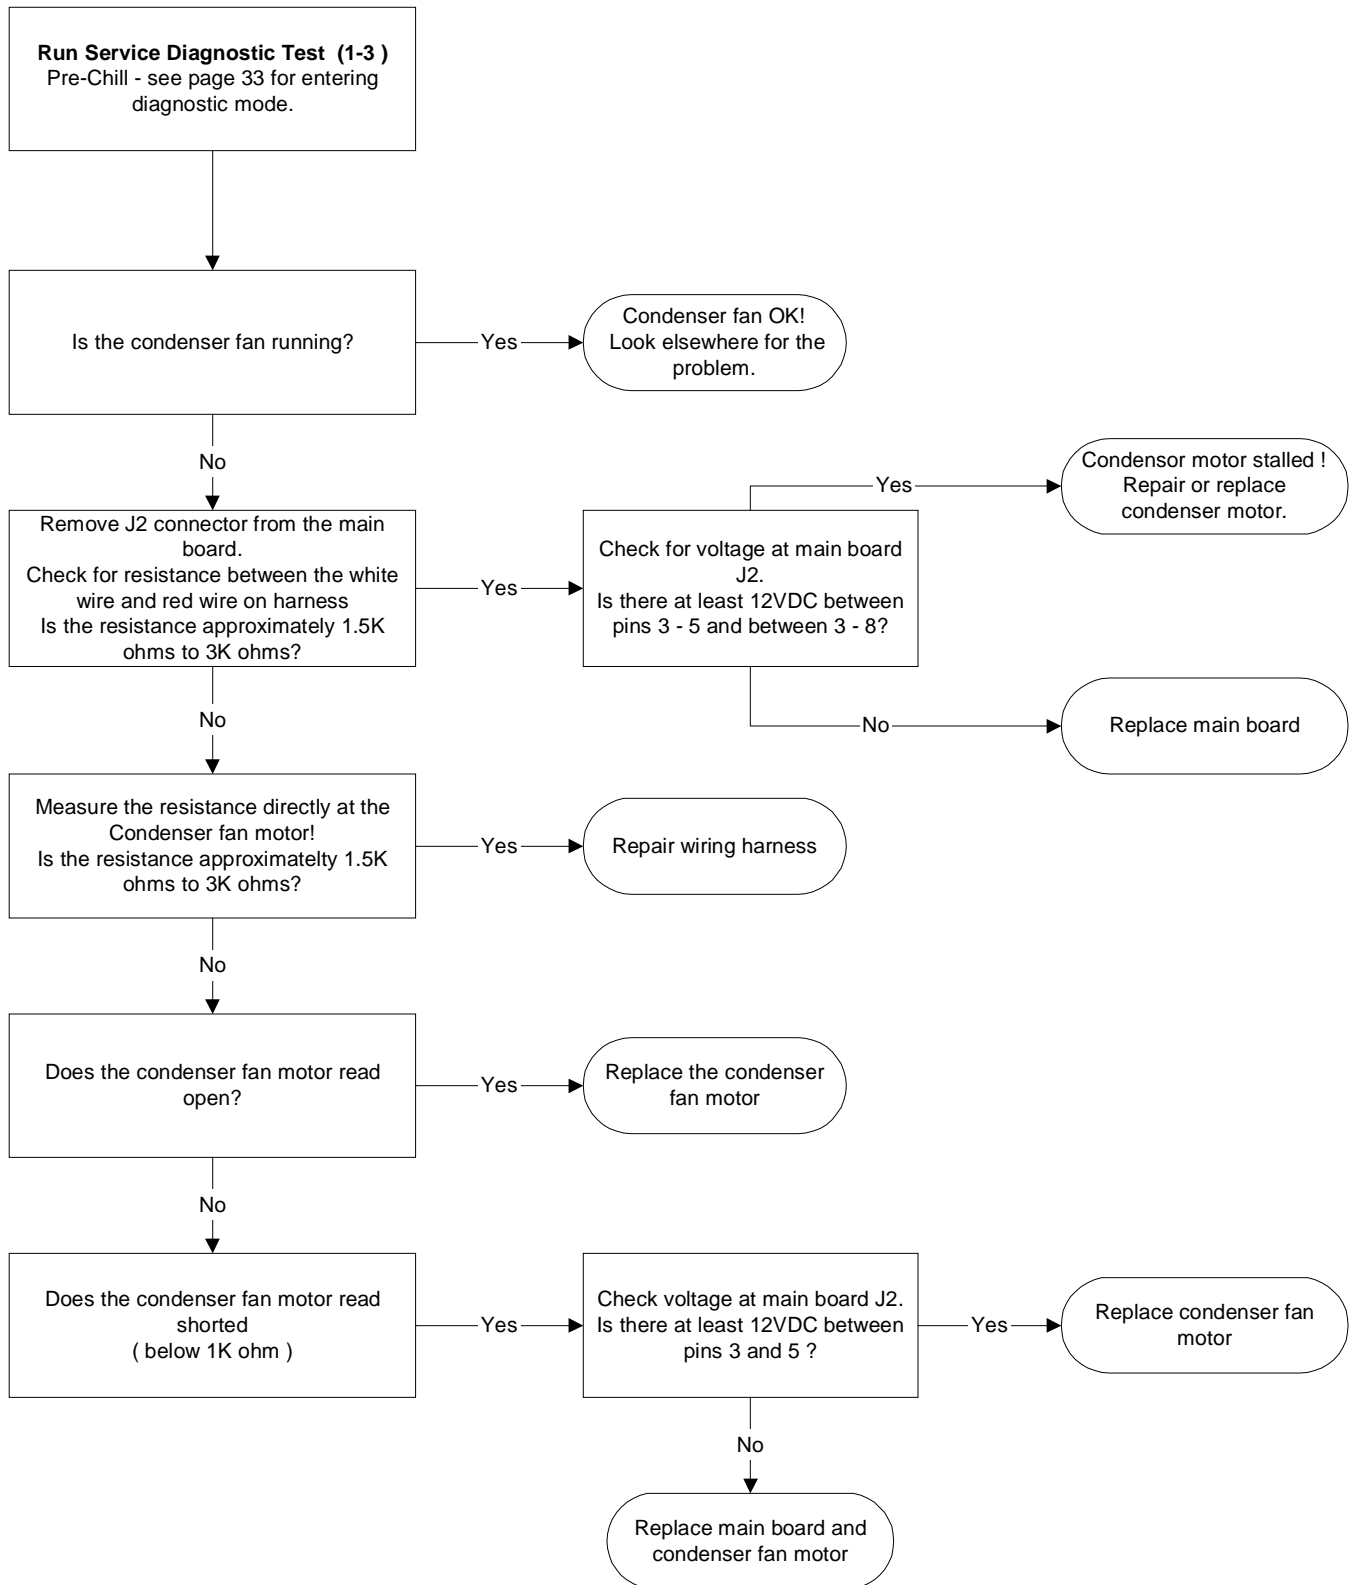 Run Service Diagnostic Test (1-3 )
Pre-Chill - see page 33 for entering
diagnostic mode.
Is the condenser fan running?
Yes
Condenser fan OK!
Look elsewhere for the
problem.
No
Remove J2 connector from the main
board.
Check for resistance between the white
wire and red wire on harness
Is the resistance approximately 1.5K
ohms to 3K ohms?
Yes
Check for voltage at main board
J2.
Is there at least 12VDC between
pins 3 - 5 and between 3 - 8?
Yes
Condensor motor stalled !
Repair or replace
condenser motor.
No
Replace main board
No
Measure the resistance directly at the
Condenser fan motor!
Is the resistance approximatelty 1.5K
ohms to 3K ohms?
Yes
Repair wiring harness
No
Does the condenser fan motor read
open?
Yes
Replace the condenser
fan motor
No
Does the condenser fan motor read
shorted
( below 1K ohm )
Yes
Check voltage at main board J2.
Is there at least 12VDC between
pins 3 and 5 ?
Yes
Replace condenser fan
motor
No
Replace main board and
condenser fan motor